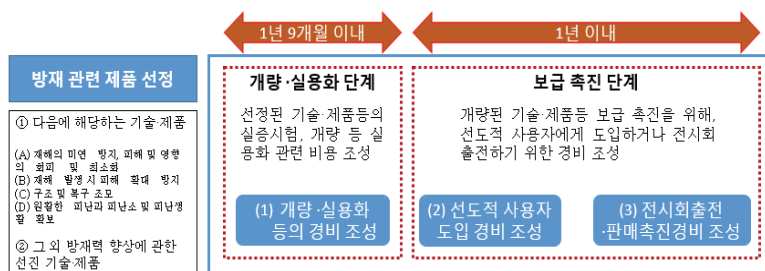 1년 9개월 이내
1년 이내
방재 관련 제품 선정
① 다음에 해당하는 기술·제품
(A) 재해의 미연 방지, 피해 및 영향
의 회피 및 최소화
(B) 재해 발생 시 피해 확대 방지
(C) 구조 및 복구 조모
(D) 원활한 피난과 피난소 및 피난생
활 확보
② 그 외 방재력 향상에 관한
선진 기술·제품
개량·실용화 단계
선정된 기술·제품등의
실증시험, 개량 등 실
용화 관련 비용 조성
(1) 개량·실용화
등의 경비 조성
보급 촉진 단계
개량된 기술·제품등 보급 촉진을 위해,
선도적 사용자에게 도입하거나 전시회
출전하기 위한 경비 조성
(2) 선도적 사용자
도입 경비 조성
(3) 전시회출전
·판매촉진경비 조성